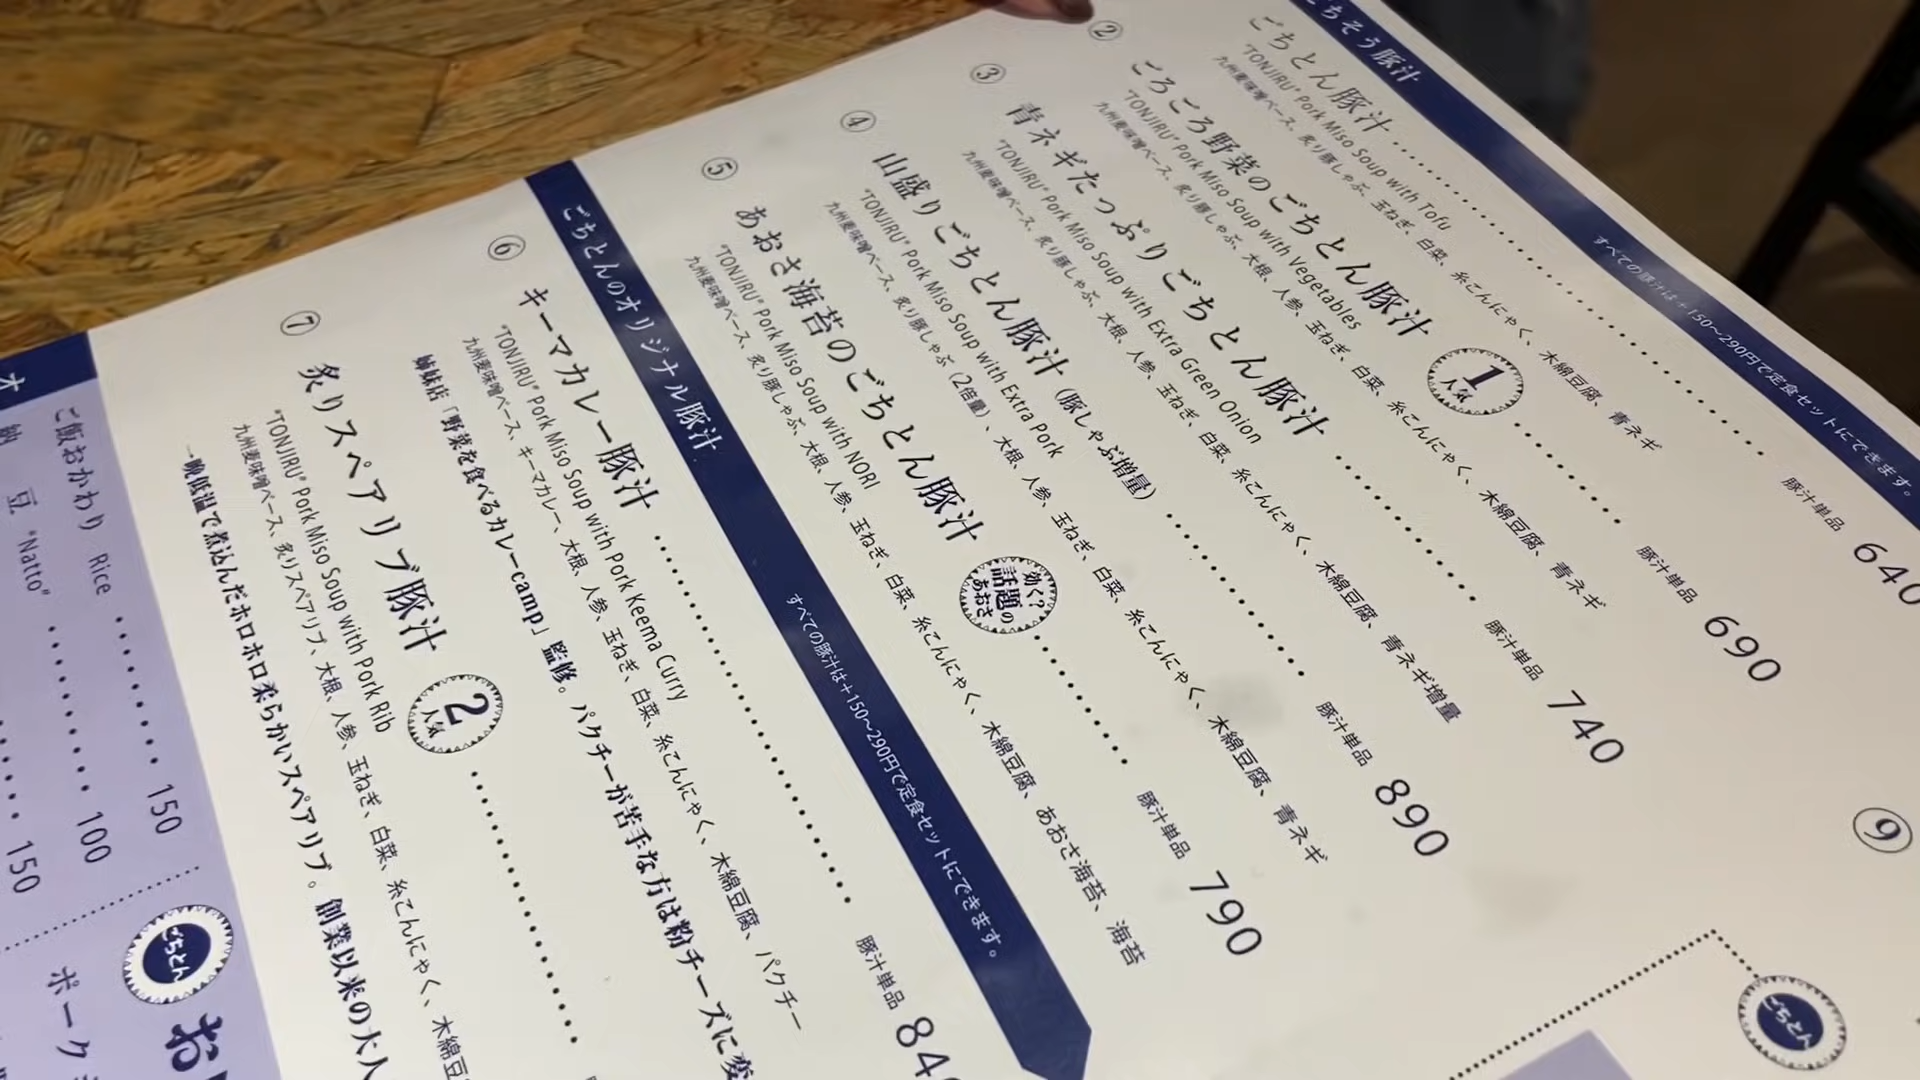 ごちそう豚汁
すべての豚汁は+150〜290円で定食セットにできます。
ごちとん豚汁 豚汁単品 640
"TONJIRU" Pork Miso Soup with Tofu
九州麦味噌ベース、炙り豚しゃぶ、玉ねぎ、白菜、糸こんにゃく、木綿豆腐、青ネギ
② ごろごろ野菜のごちとん豚汁 人気1 豚汁単品 690
"TONJIRU" Pork Miso Soup with Vegetables
九州麦味噌ベース、炙り豚しゃぶ、大根、人参、玉ねぎ、白菜、糸こんにゃく、木綿豆腐、青ネギ
③ 青ネギたっぷりごちとん豚汁 豚汁単品 740
"TONJIRU" Pork Miso Soup with Extra Green Onion
九州麦味噌ベース、炙り豚しゃぶ、大根、人参、玉ねぎ、白菜、糸こんにゃく、木綿豆腐、青ネギ増量
④ 山盛りごちとん豚汁(豚しゃぶ増量) 豚汁単品 890
"TONJIRU" Pork Miso Soup with Extra Pork
九州麦味噌ベース、炙り豚しゃぶ(2倍量)、大根、人参、玉ねぎ、白菜、糸こんにゃく、木綿豆腐、青ネギ
⑤ あおさ海苔のごちとん豚汁 効く?話題のあおさ 豚汁単品 790
"TONJIRU" Pork Miso Soup with NORI
九州麦味噌ベース、炙り豚しゃぶ、大根、人参、玉ねぎ、白菜、糸こんにゃく、木綿豆腐、あおさ海苔、海苔
ごちとんのオリジナル豚汁
すべての豚汁は+150〜290円で定食セットにできます。
⑥ キーマカレー豚汁 豚汁単品 84
"TONJIRU" Pork Miso Soup with Pork Keema Curry
九州麦味噌ベース、キーマカレー、大根、人参、玉ねぎ、白菜、糸こんにゃく、木綿豆腐、パクチー
姉妹店「野菜を食べるカレーcamp」監修。パクチーが苦手な方は粉チーズに変
⑦ 炙りスペアリブ豚汁 人気2
"TONJIRU" Pork Miso Soup with Pork Rib
九州麦味噌ベース、炙りスペアリブ、大根、人参、玉ねぎ、白菜、糸こんにゃく、木綿豆
一晩低温で煮込んだホロホロ柔らかいスペアリブ。創業以来の大人
オ
ご飯おかわり Rice 150
納豆 "Natto" 100
150
ごちとん
お
ポーク
⑨
ごちとん